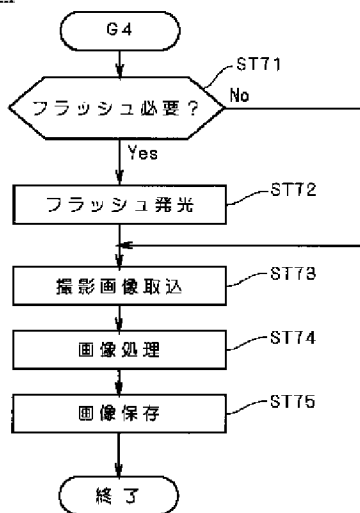 G4
ST71
フラッシュ必要？
No
Yes
ST72
フラッシュ発光
ST73
撮影画像取込
ST74
画像処理
ST75
画像保存
終了